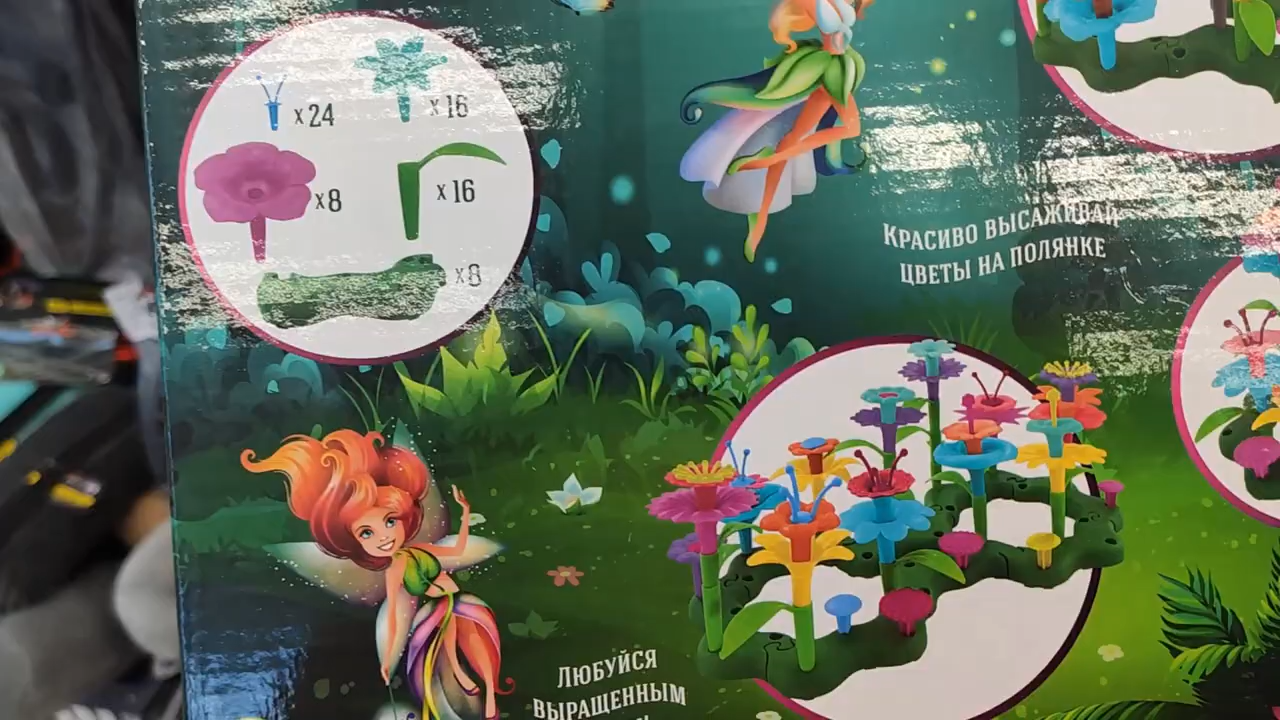 x24
x16
x8
x16
x8
КРАСИВО ВЫСАЖИВАЙ
ЦВЕТЫ НА ПОЛЯНКЕ
ЛЮБУЙСЯ
ВЫРАЩЕННЫМ